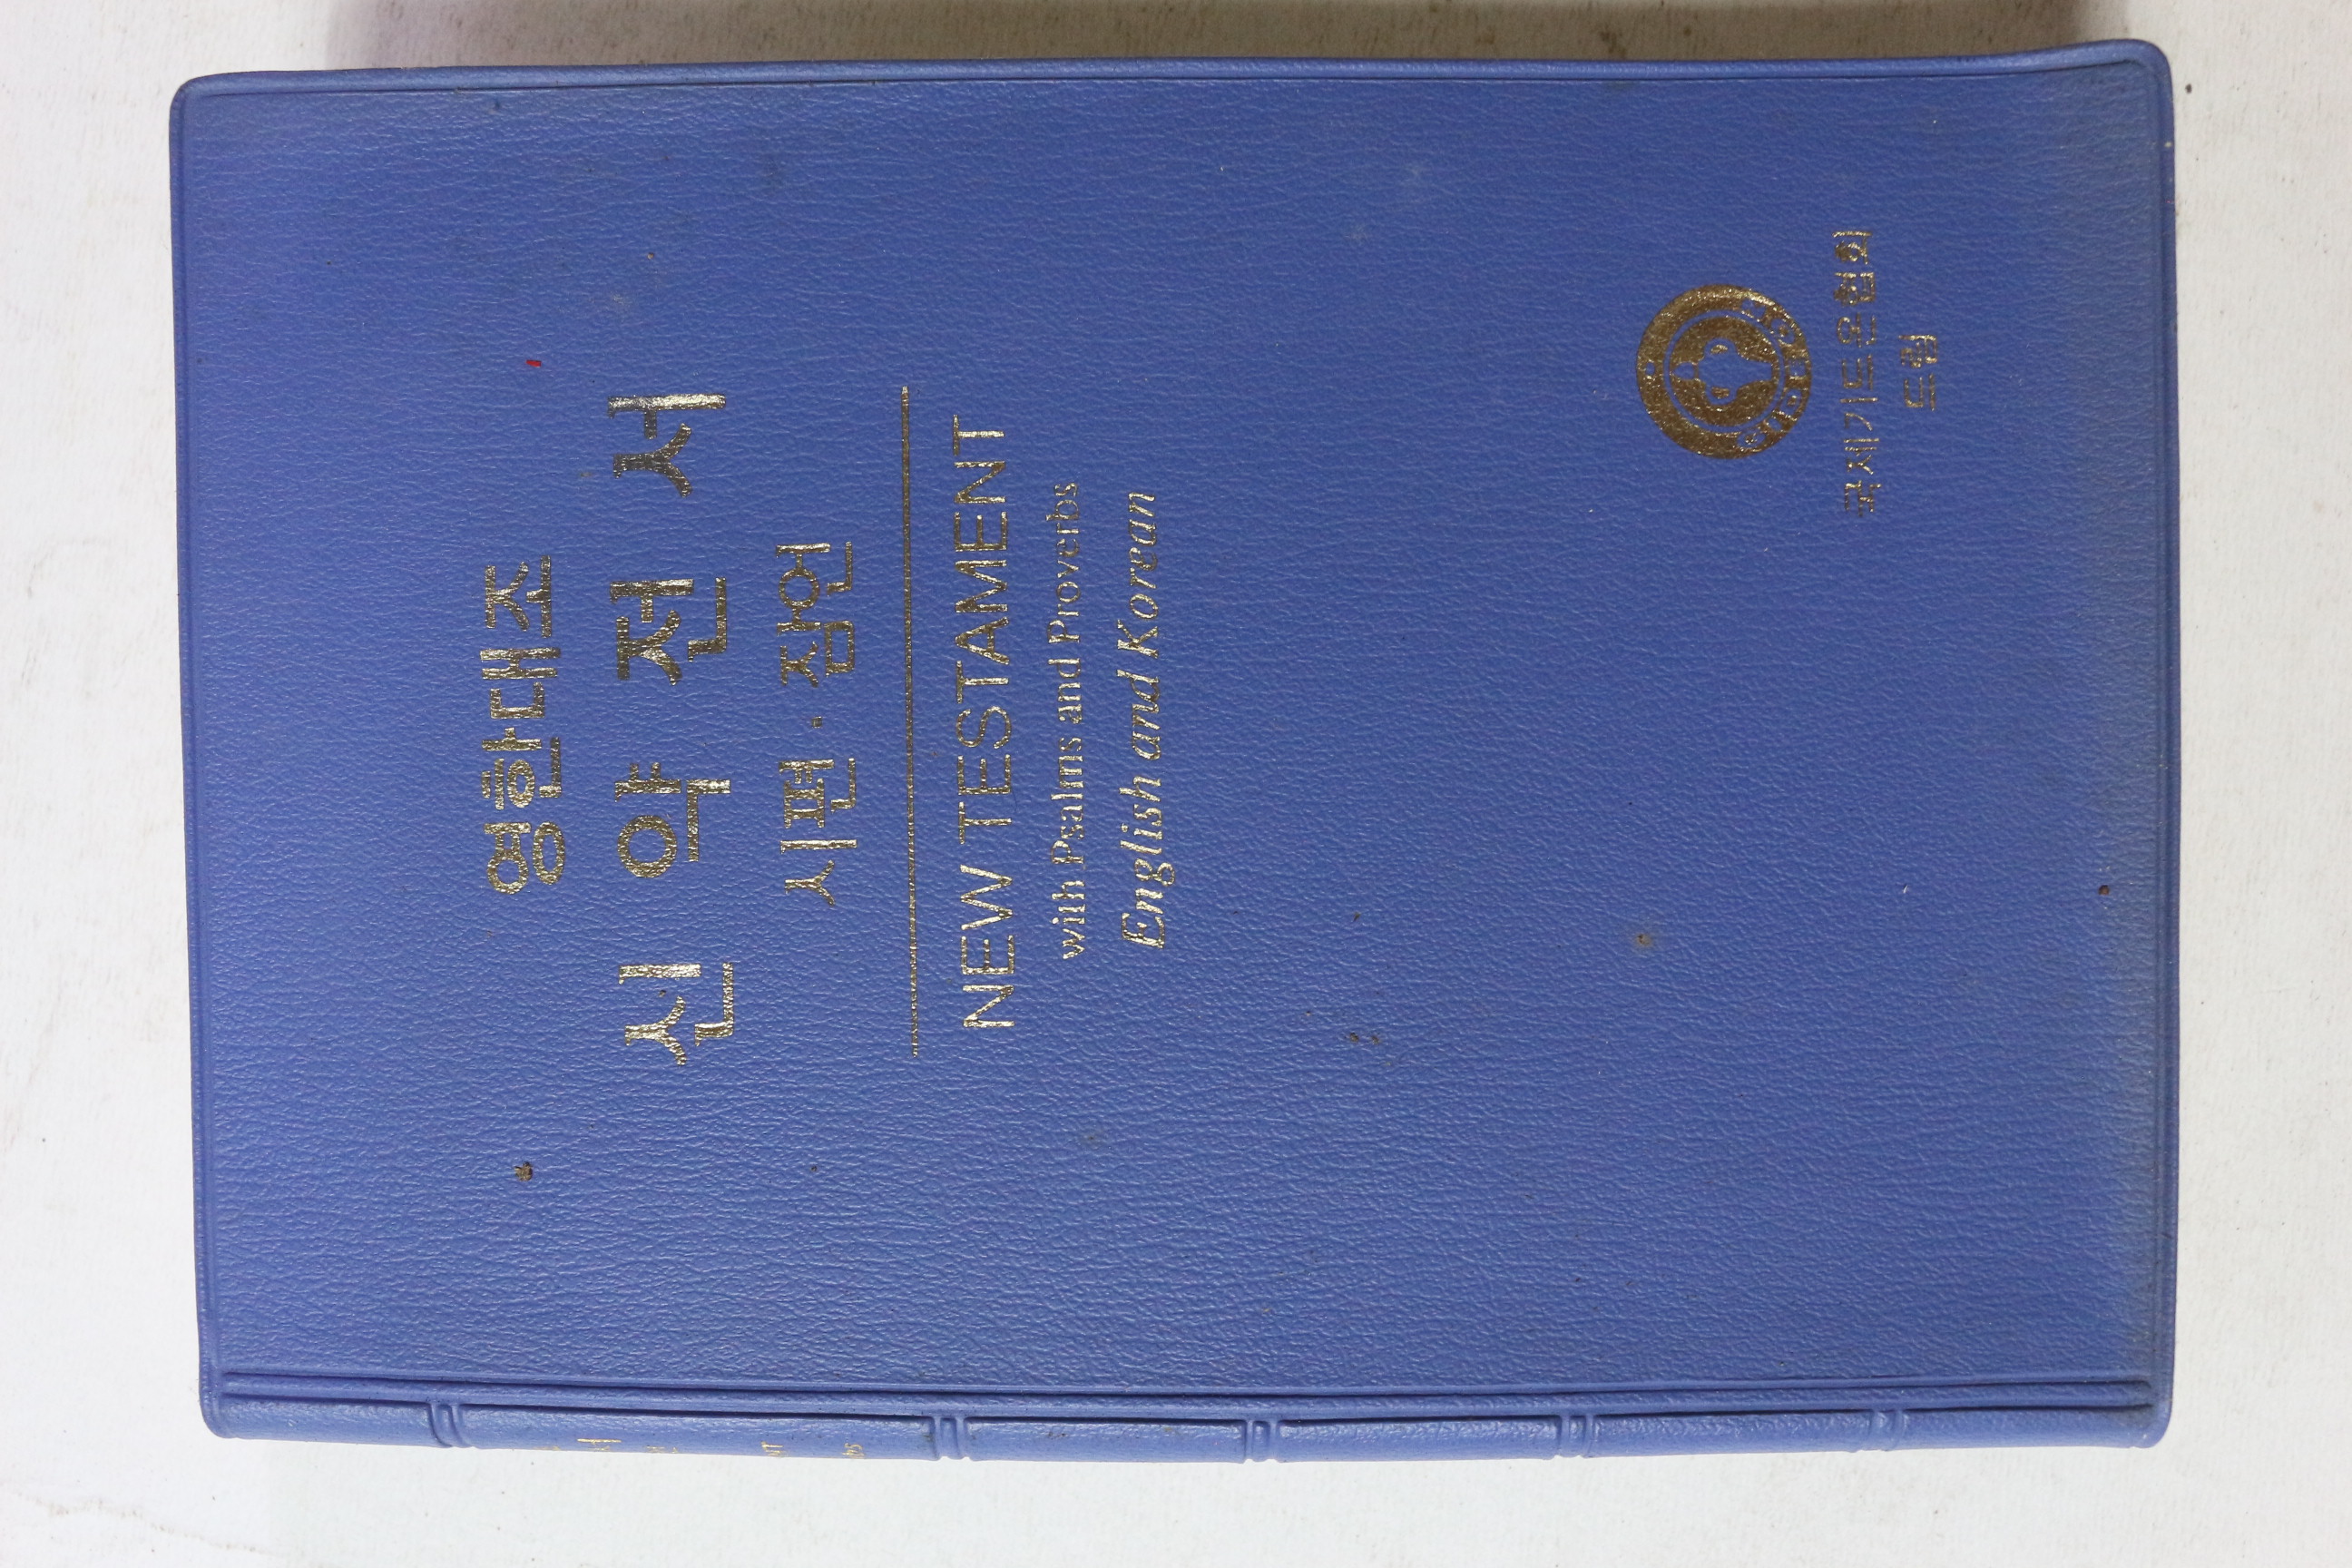 영한대조
신약전서
시편·잠언
NEW TESTAMENT
with Psalms and Proverbs
English and Korean
국제기드온협회
드림